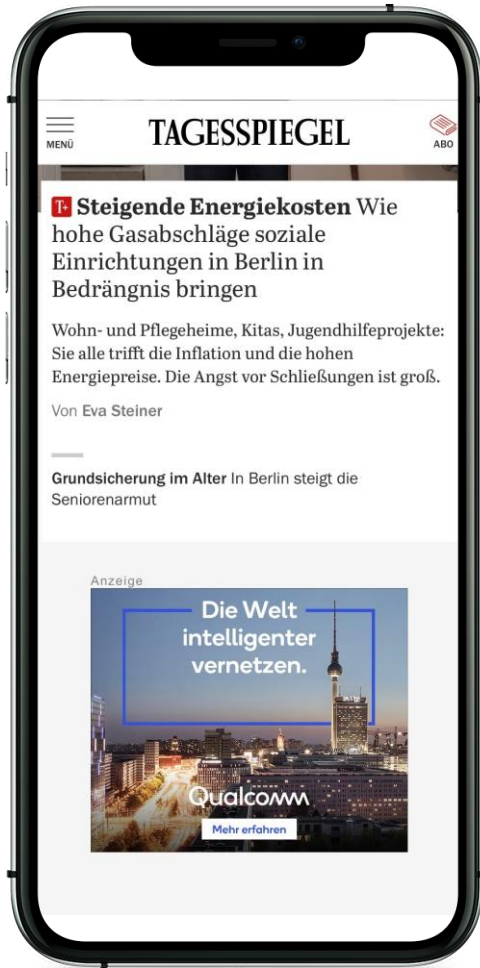 MENÜ
TAGESSPIEGEL
ABO
T+ Steigende Energiekosten Wie
hohe Gasabschläge soziale
Einrichtungen in Berlin in
Bedrängnis bringen
Wohn- und Pflegeheime, Kitas, Jugendhilfeprojekte:
Sie alle trifft die Inflation und die hohen
Energiepreise. Die Angst vor Schließungen ist groß.
Von Eva Steiner
Grundsicherung im Alter In Berlin steigt die
Seniorenarmut
Anzeige
Die Welt
intelligenter
vernetzen.
Qualcomm
Mehr erfahren